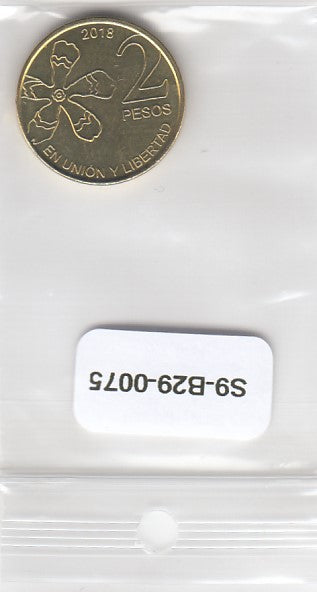 2018
2
PESOS
EN UNIÓN Y LIBERTAD
S9-B29-0075